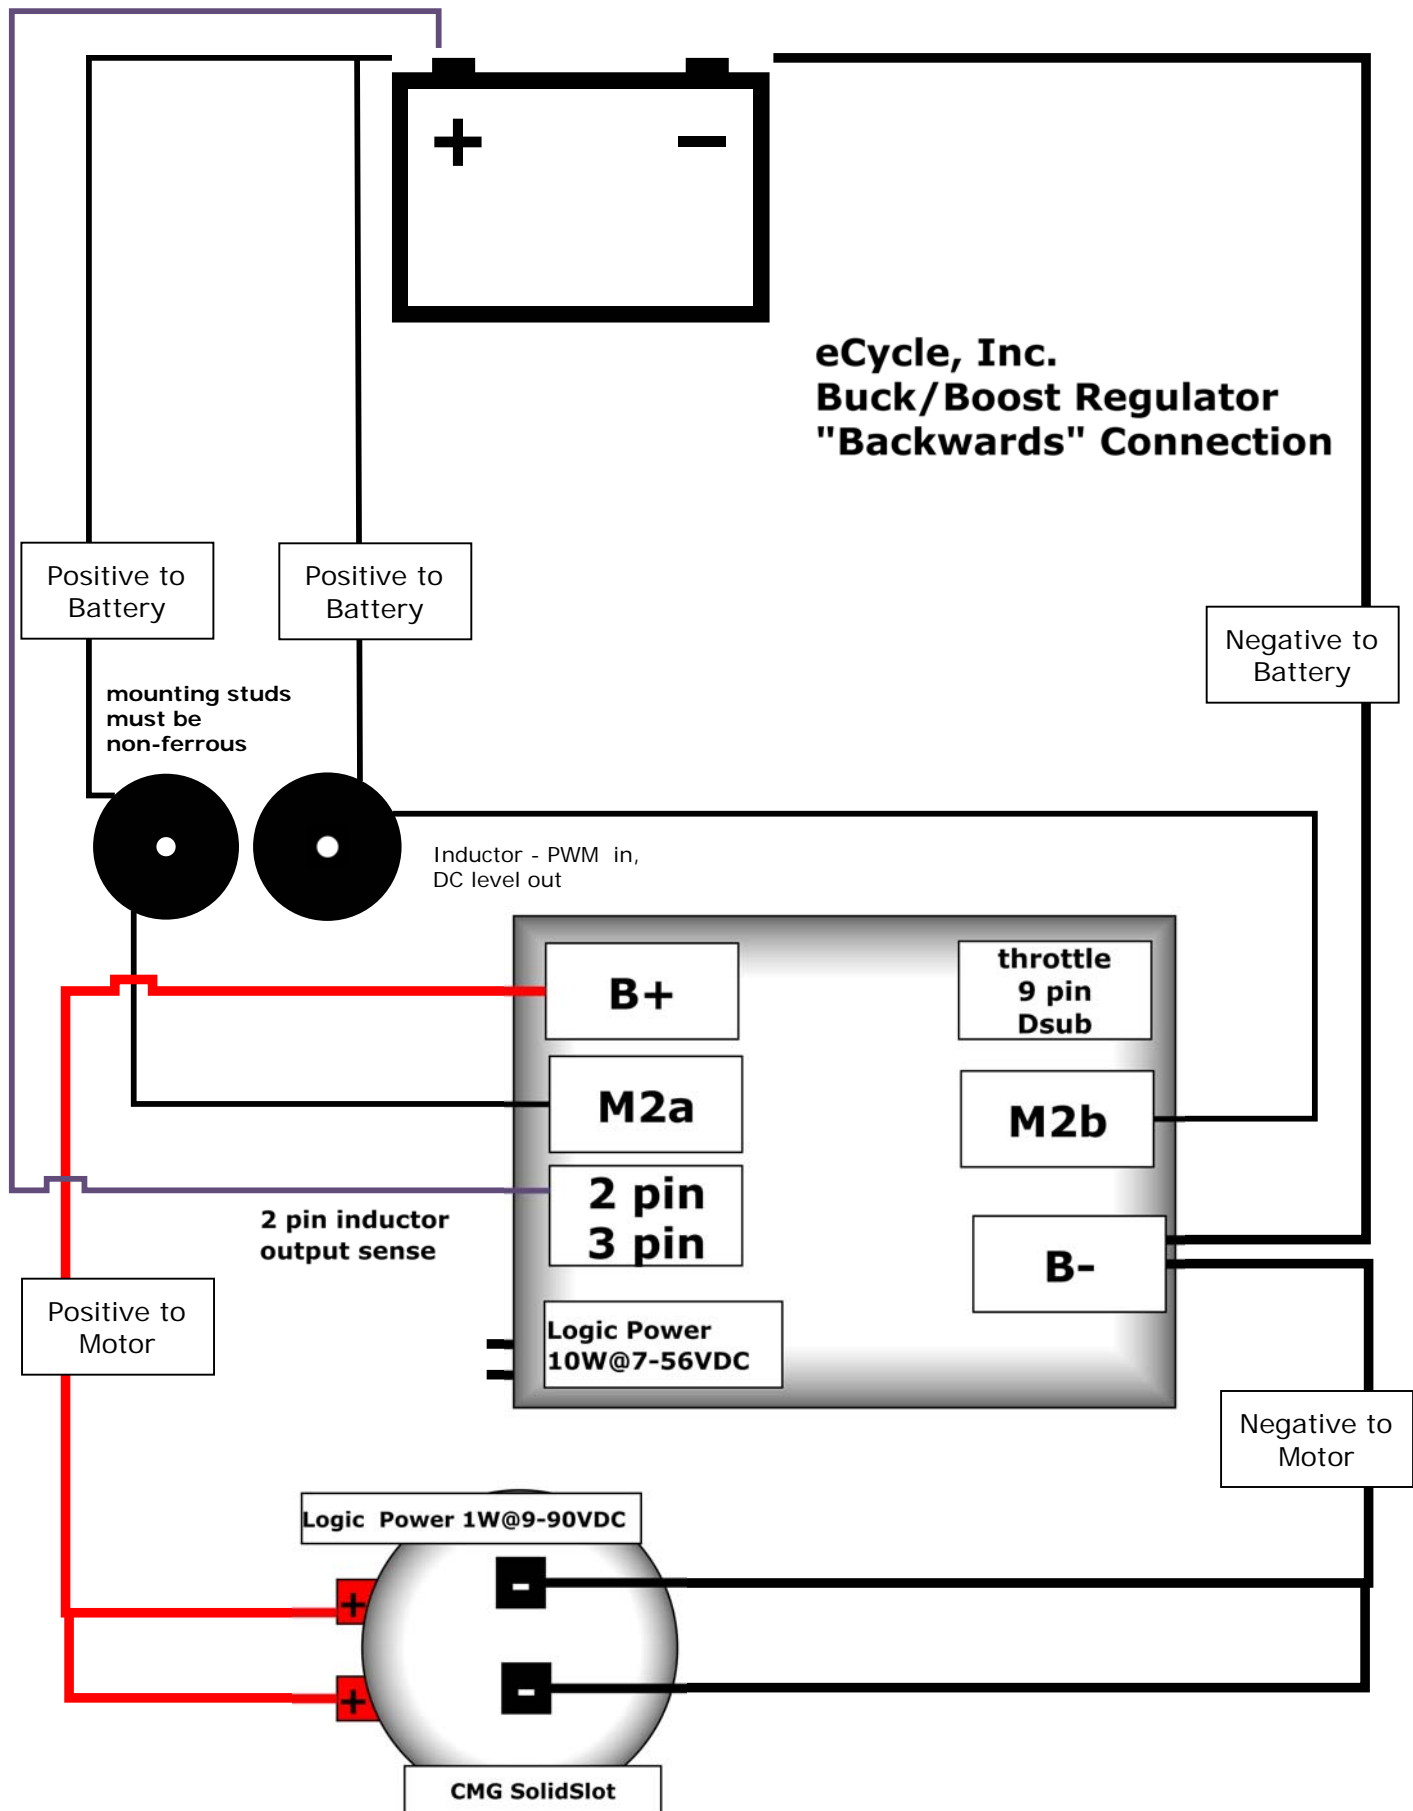 +
−
eCycle, Inc.
Buck/Boost Regulator
"Backwards" Connection
Positive to
Battery
Positive to
Battery
Negative to
Battery
mounting studs
must be
non-ferrous
Inductor - PWM  in,
DC level out
B+
throttle
9 pin
Dsub
M2a
M2b
2 pin
3 pin
2 pin inductor
output sense
B-
Positive to
Motor
Logic Power
10W@7-56VDC
Negative to
Motor
Logic  Power 1W@9-90VDC
-
+
-
+
CMG SolidSlot